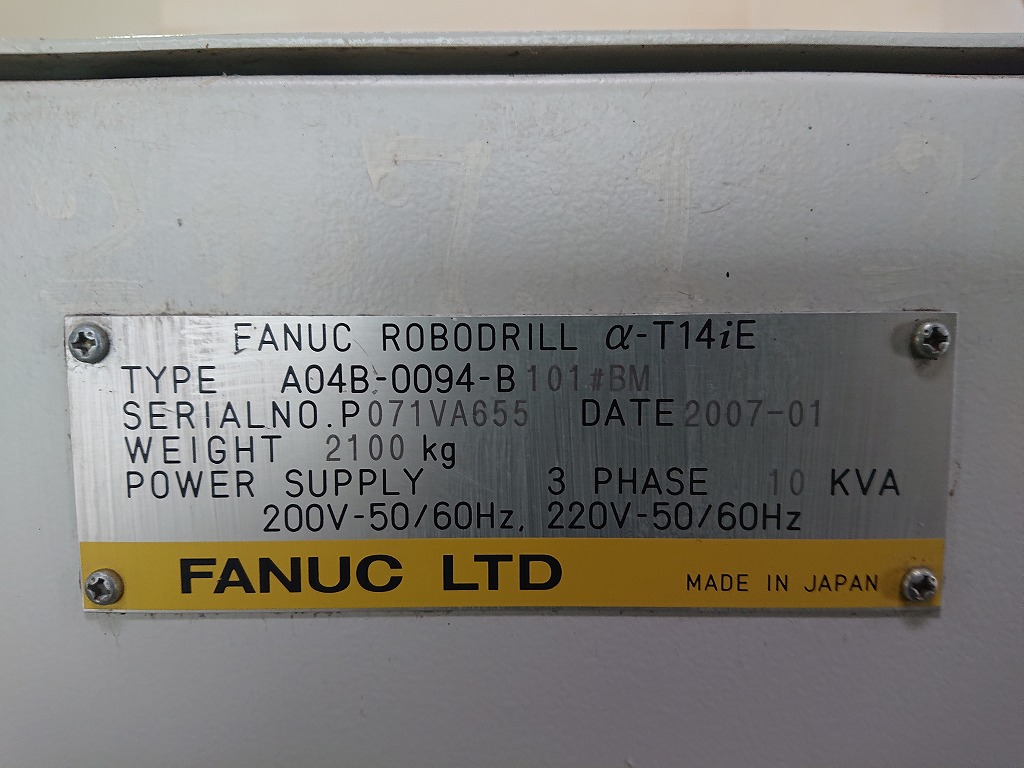 FANUC ROBODRILL α-T14iE
TYPE A04B-0094-B101#BM
SERIALNO.P071VA655 DATE 2007-01
WEIGHT 2100 kg
POWER SUPPLY 3 PHASE 10 KVA
200V-50/60Hz, 220V-50/60Hz
FANUC LTD MADE IN JAPAN